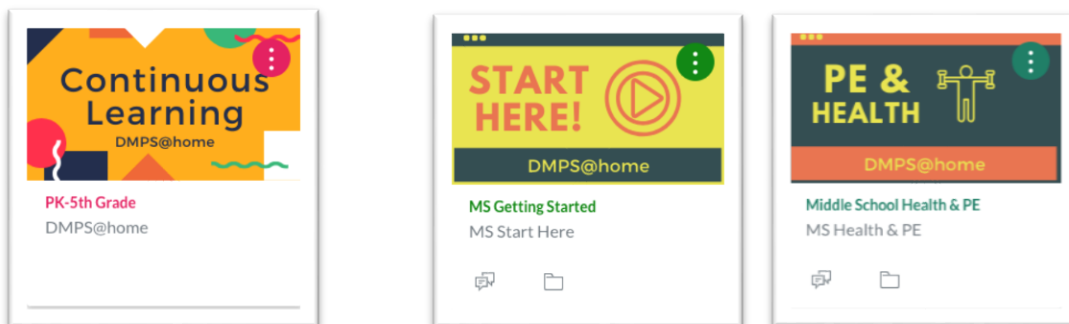 Continuous
Learning
DMPS@home
PK-5th Grade
DMPS@home
START
HERE!
DMPS@home
MS Getting Started
MS Start Here
PE &
HEALTH
DMPS@home
Middle School Health & PE
MS Health & PE